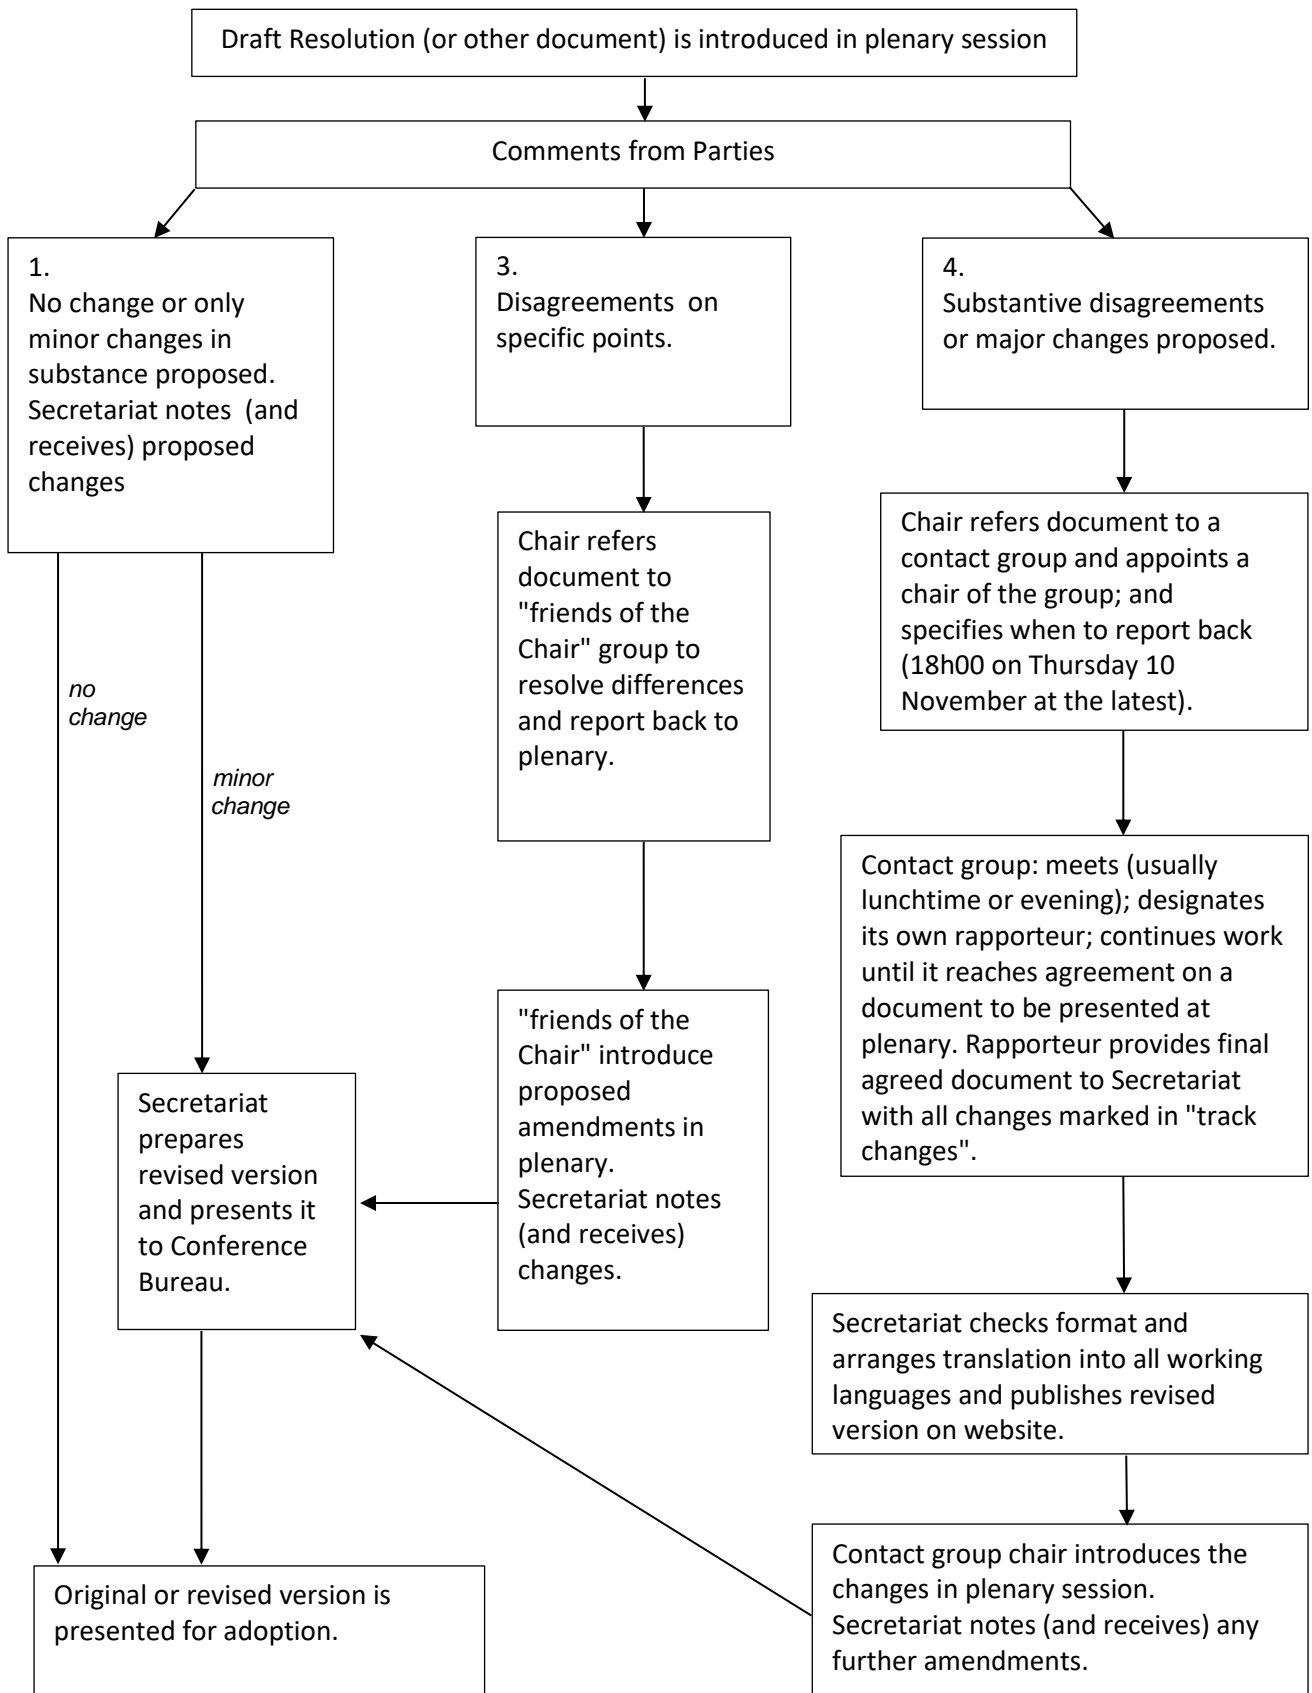 Draft Resolution (or other document) is introduced in plenary session
Comments from Parties
1.
No change or only
minor changes in
substance proposed.
Secretariat notes  (and
receives) proposed
changes
3.
Disagreements  on
specific points.
4.
Substantive disagreements
or major changes proposed.
Chair refers
document to
"friends of the
Chair" group to
resolve differences
and report back to
plenary.
Chair refers document to a
contact group and appoints a
chair of the group; and
specifies when to report back
(18h00 on Thursday 10
November at the latest).
no
change
minor
change
Contact group: meets (usually
lunchtime or evening); designates
its own rapporteur; continues work
until it reaches agreement on a
document to be presented at
plenary. Rapporteur provides final
agreed document to Secretariat
with all changes marked in "track
changes".
"friends of the
Chair" introduce
proposed
amendments in
plenary.
Secretariat notes
(and receives)
changes.
Secretariat
prepares
revised version
and presents it
to Conference
Bureau.
Secretariat checks format and
arranges translation into all working
languages and publishes revised
version on website.
Contact group chair introduces the
changes in plenary session.
Secretariat notes (and receives) any
further amendments.
Original or revised version is
presented for adoption.